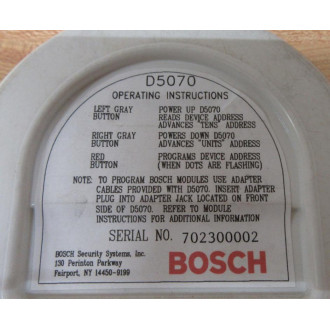 D5070
OPERATING INSTRUCTIONS
LEFT GRAY POWER UP D5070
BUTTON READS DEVICE ADDRESS
ADVANCES "TENS" ADDRESS
RIGHT GRAY POWERS DOWN D5070
BUTTON ADVANCES "UNITS" ADDRESS
RED PROGRAMS DEVICE ADDRESS
BUTTON (WHEN DOTS ARE FLASHING)
NOTE: TO PROGRAM BOSCH MODULES USE ADAPTER
CABLES PROVIDED WITH D5070. INSERT ADAPTER
PLUG INTO ADAPTER JACK LOCATED ON FRONT
SIDE OF D5070. REFER TO MODULE
INSTRUCTIONS FOR ADDITIONAL INFORMATION
SERIAL NO. 702300002
BOSCH Security Systems, Inc.
130 Perinton Parkway
Fairport, NY 14450-9199
BOSCH